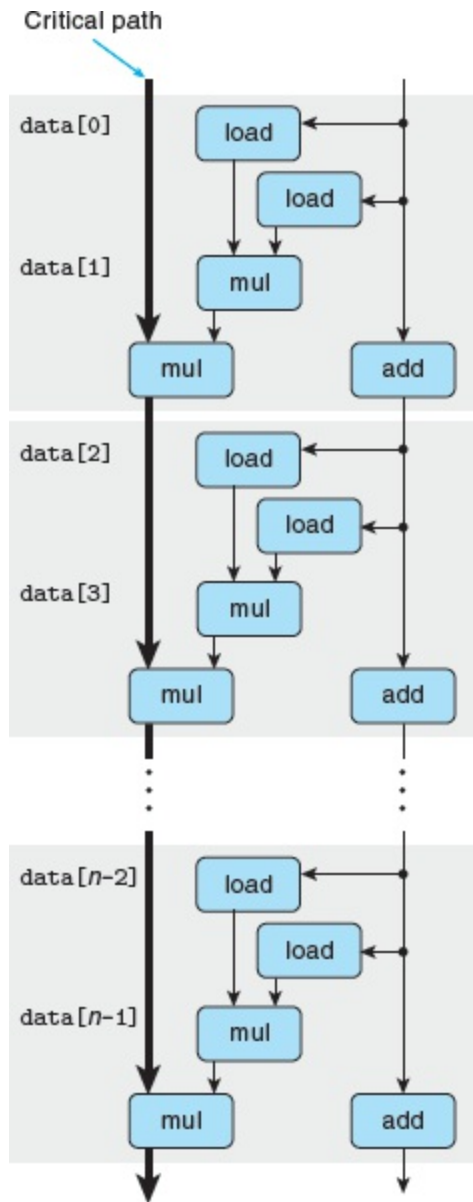 Critical path
data[0]
load
load
data[1]
mul
mul add
data[2]
load
load
data[3]
mul
mul add
data[n-2]
load
load
data[n-1]
mul
mul add